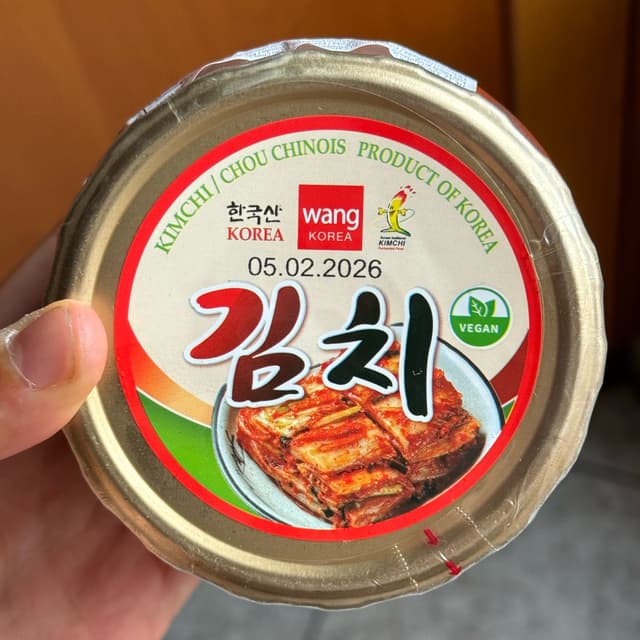 KIMCHI / CHOU CHINOIS PRODUCT OF KOREA
한국산
KOREA
wang
KOREA
KIMCHI
05.02.2026
김치
VEGAN